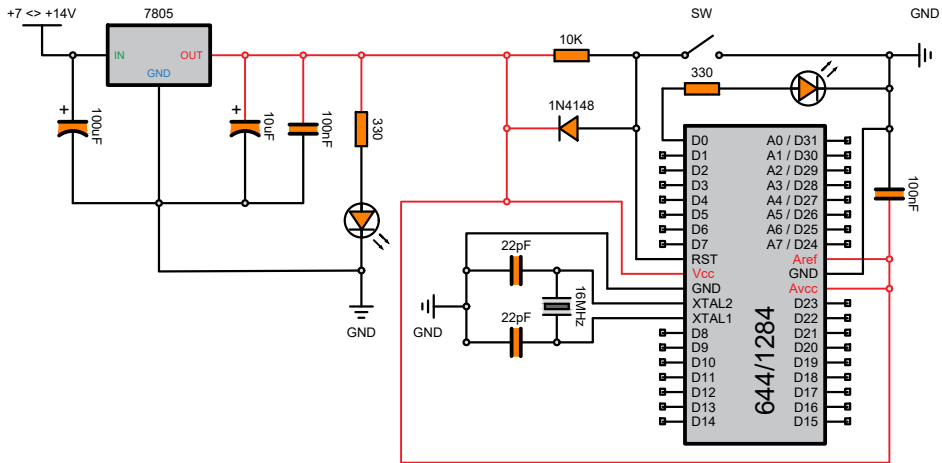 +7 <> +14V
7805
SW
GND
IN
OUT
GND
10K
330
1N4148
+
100uF
+
10uF
100nF
330
GND
D0
D1
D2
D3
D4
D5
D6
D7
RST
Vcc
GND
XTAL2
XTAL1
D8
D9
D10
D11
D12
D13
D14
A0 / D31
A1 / D30
A2 / D29
A3 / D28
A4 / D27
A5 / D26
A6 / D25
A7 / D24
Aref
GND
Avcc
D23
D22
D21
D20
D19
D18
D17
D16
D15
644/1284
100nF
22pF
16MHz
22pF
GND